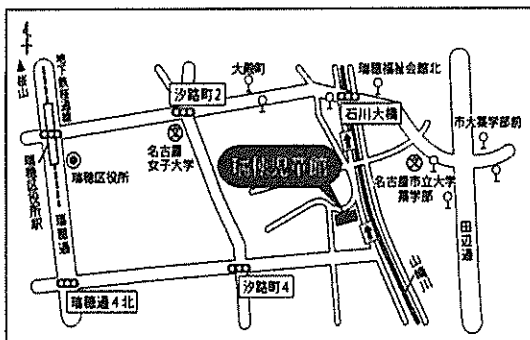 桜山
地下鉄桜通線
大殿町
瑞穂福祉会館北
汐路町2
石川大橋
市大薬学部前
名古屋
女子大学
瑞穂区役所
瑞穂区役所駅
名古屋市立大学
薬学部
瑞穂通
田辺通
山崎川
瑞穂通4北
汐路町4